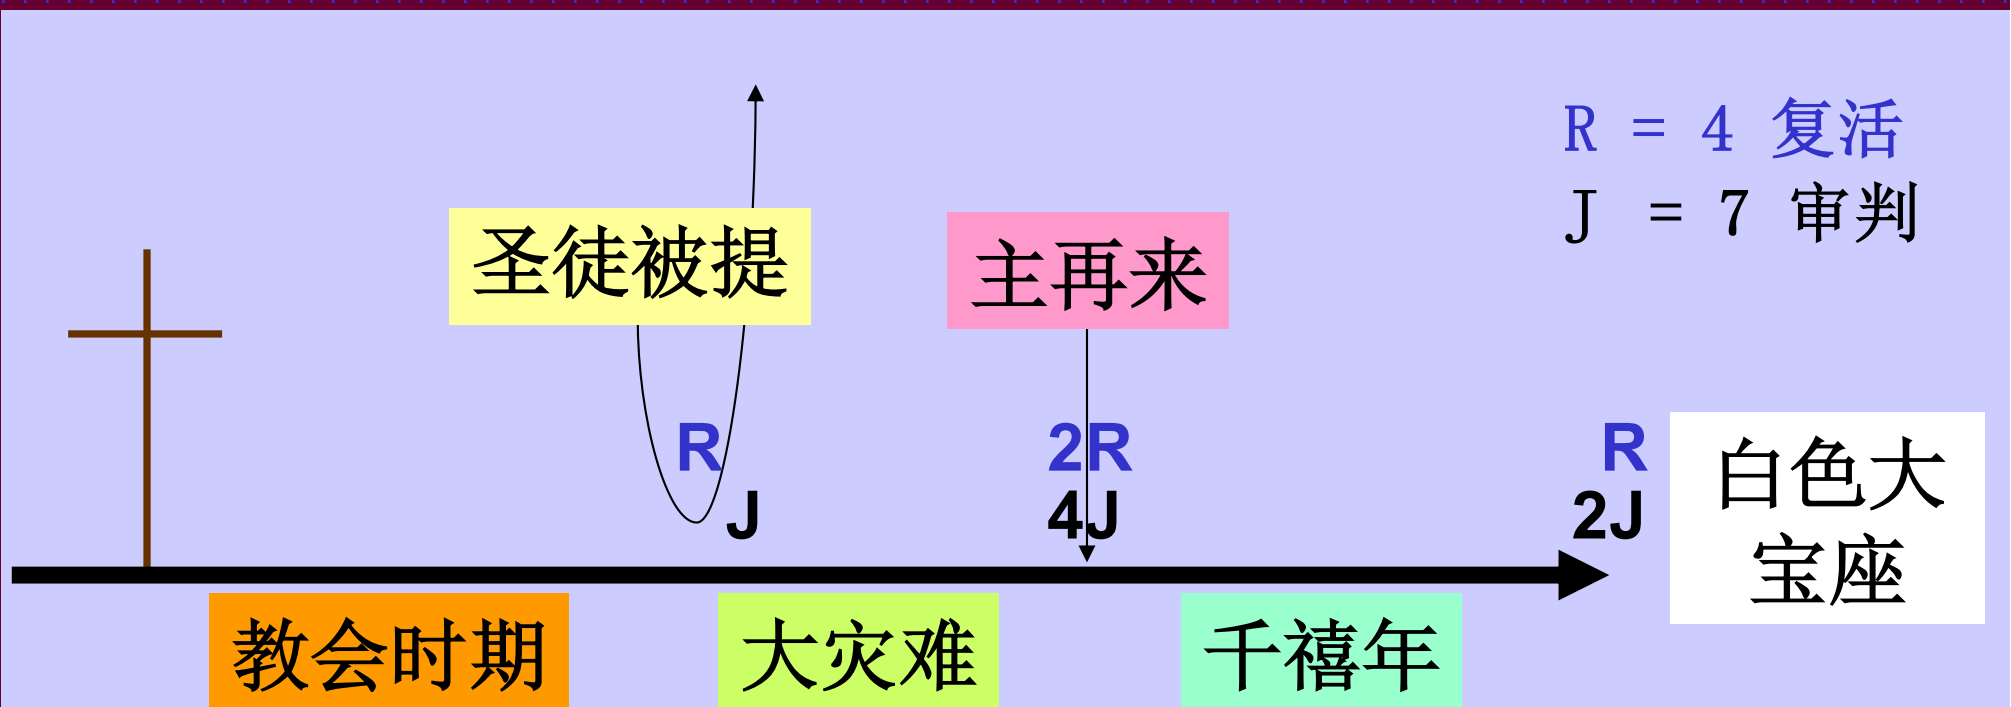 R = 4 复活
J = 7 审判
圣徒被提
主再来
R
2R
R
J
4J
2J
白色大
宝座
教会时期
大灾难
千禧年